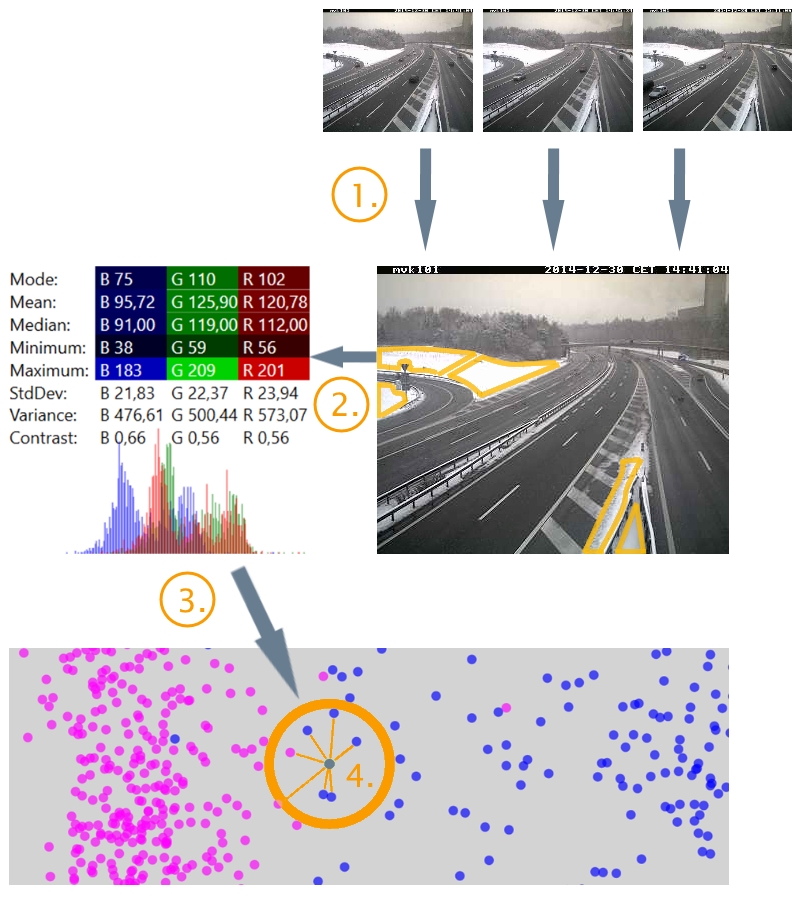 1.
mvk101 2014-12-30 CET 14:41:04
Mode: B 75 G 110 R 102
Mean: B 95,72 G 125,90 R 120,78
Median: B 91,00 G 119,00 R 112,00
Minimum: B 38 G 59 R 56
Maximum: B 183 G 209 R 201
StdDev: B 21,83 G 22,37 R 23,94
Variance: B 476,61 G 500,44 R 573,07
Contrast: B 0,66 G 0,56 R 0,56
2.
3.
4.